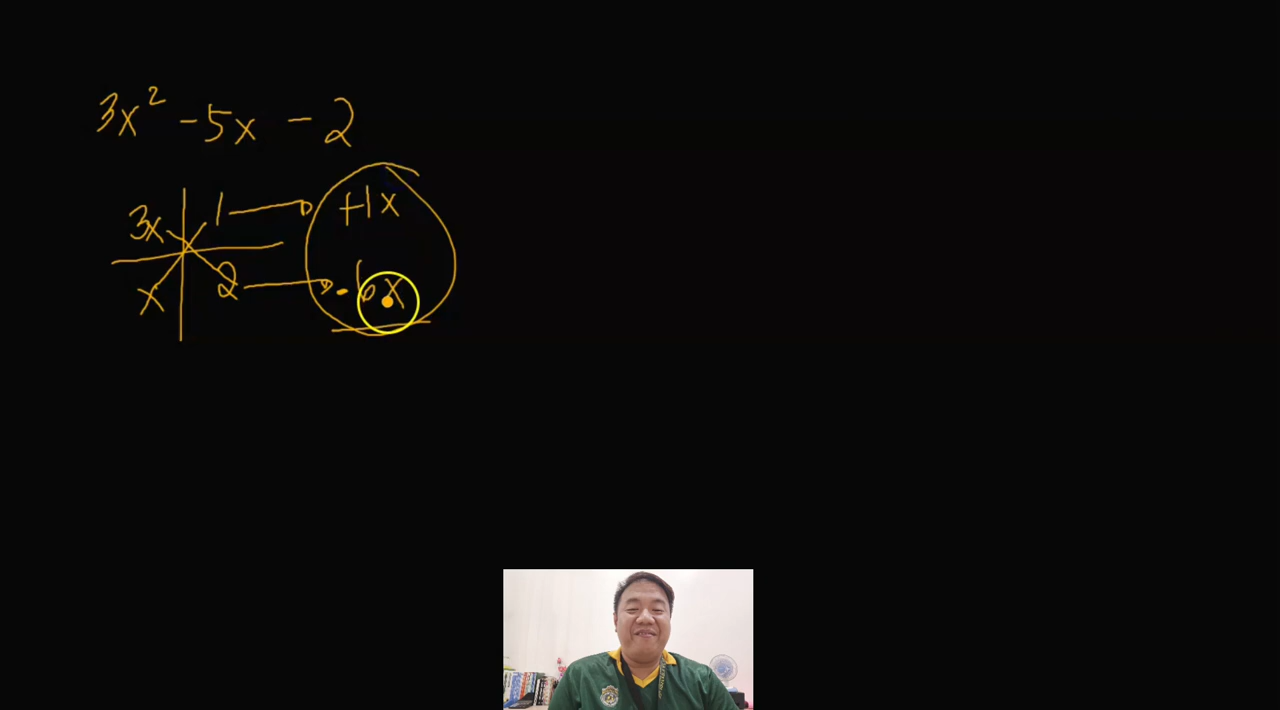 3x² - 5x - 2
3x 1 +1x
x 2 - 6x